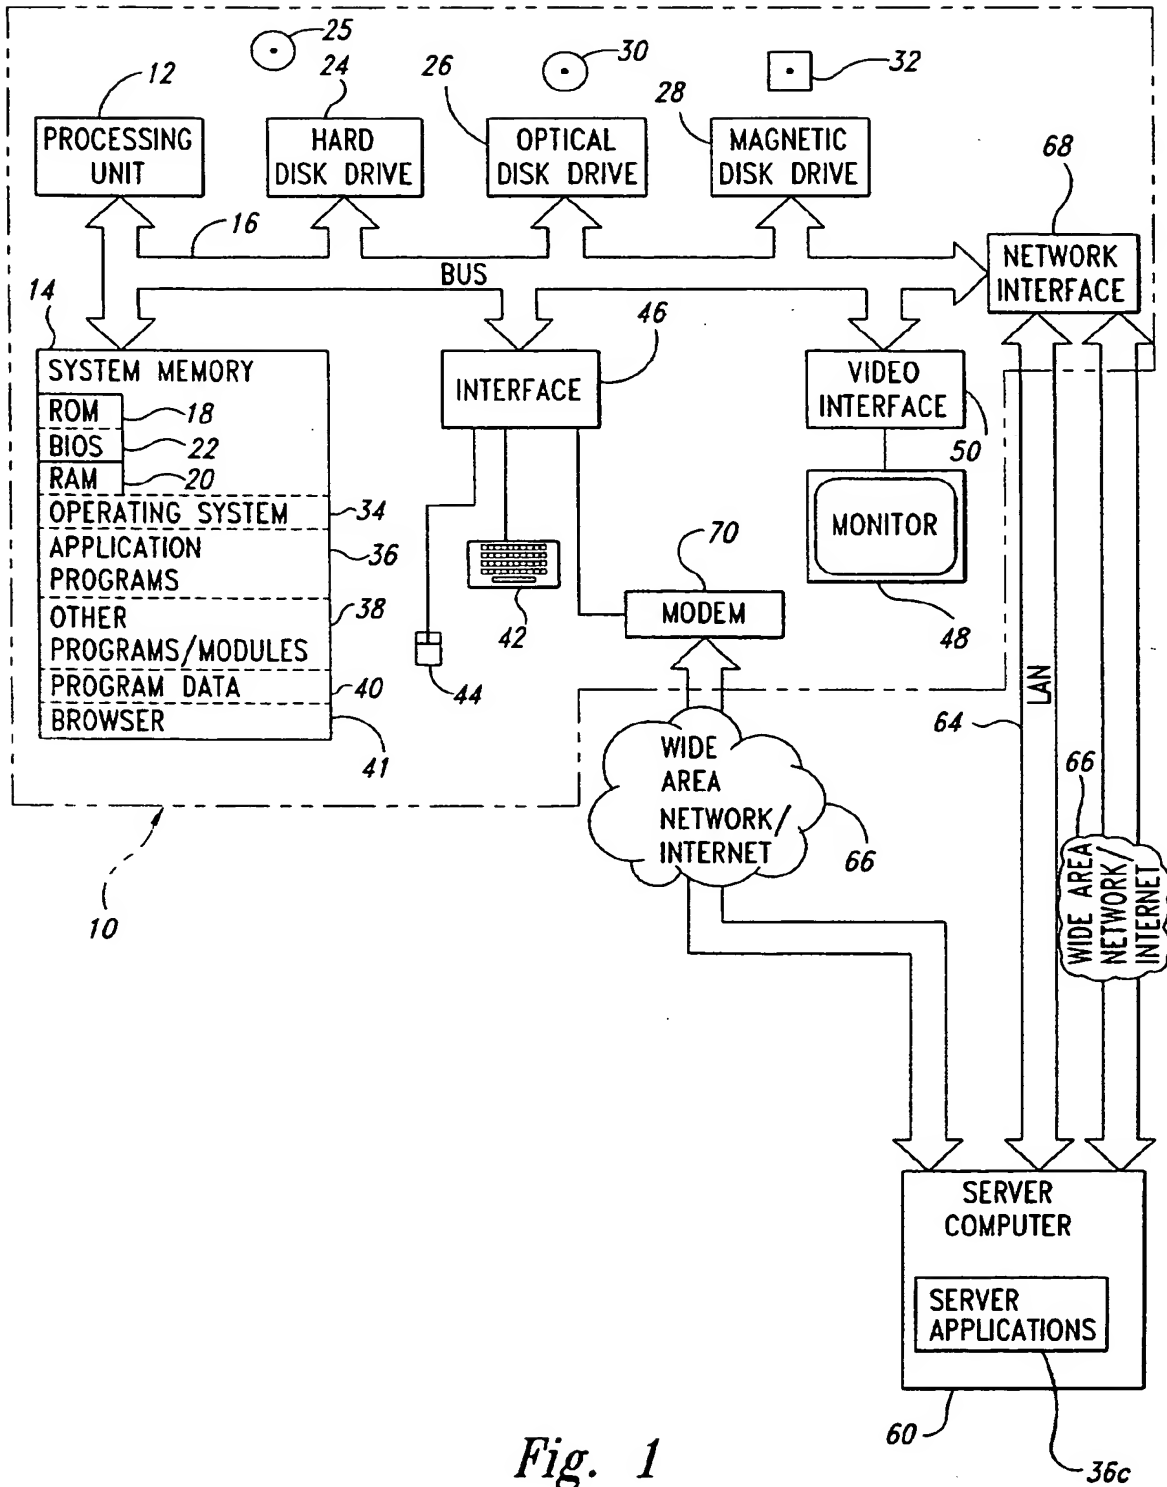 25
30
32
12
24
26
28
PROCESSING
UNIT
HARD
DISK DRIVE
OPTICAL
DISK DRIVE
MAGNETIC
DISK DRIVE
68
16
BUS
NETWORK
INTERFACE
14
46
SYSTEM MEMORY
ROM
18
BIOS
22
RAM
20
OPERATING SYSTEM
34
APPLICATION
PROGRAMS
36
OTHER
PROGRAMS/MODULES
38
PROGRAM DATA
40
BROWSER
41
INTERFACE
VIDEO
INTERFACE
50
MONITOR
48
42
44
70
MODEM
WIDE
AREA
NETWORK/
INTERNET
66
64
LAN
66
WIDE AREA
NETWORK/
INTERNET
10
SERVER
COMPUTER
SERVER
APPLICATIONS
60
36c
Fig. 1